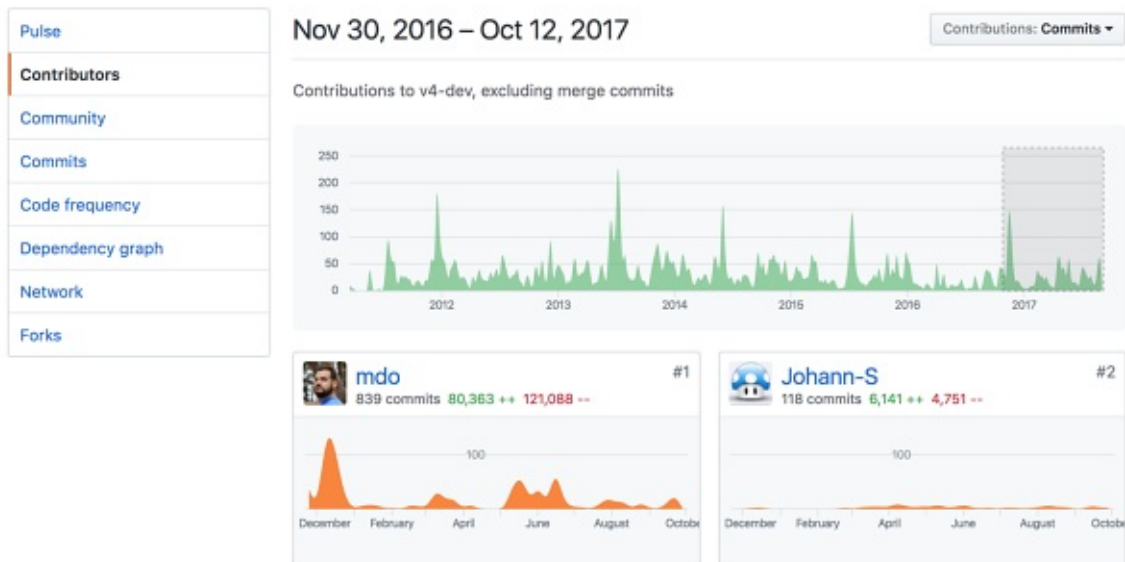 Pulse
Contributors
Community
Commits
Code frequency
Dependency graph
Network
Forks
Nov 30, 2016 – Oct 12, 2017
Contributions: Commits
Contributions to v4-dev, excluding merge commits
250
200
150
100
50
0
2012 2013 2014 2015 2016 2017
mdo #1
839 commits 80,363 ++ 121,088 --
100
December February April June August Octobe
Johann-S #2
118 commits 6,141 ++ 4,751 --
100
December February April June August Octobe